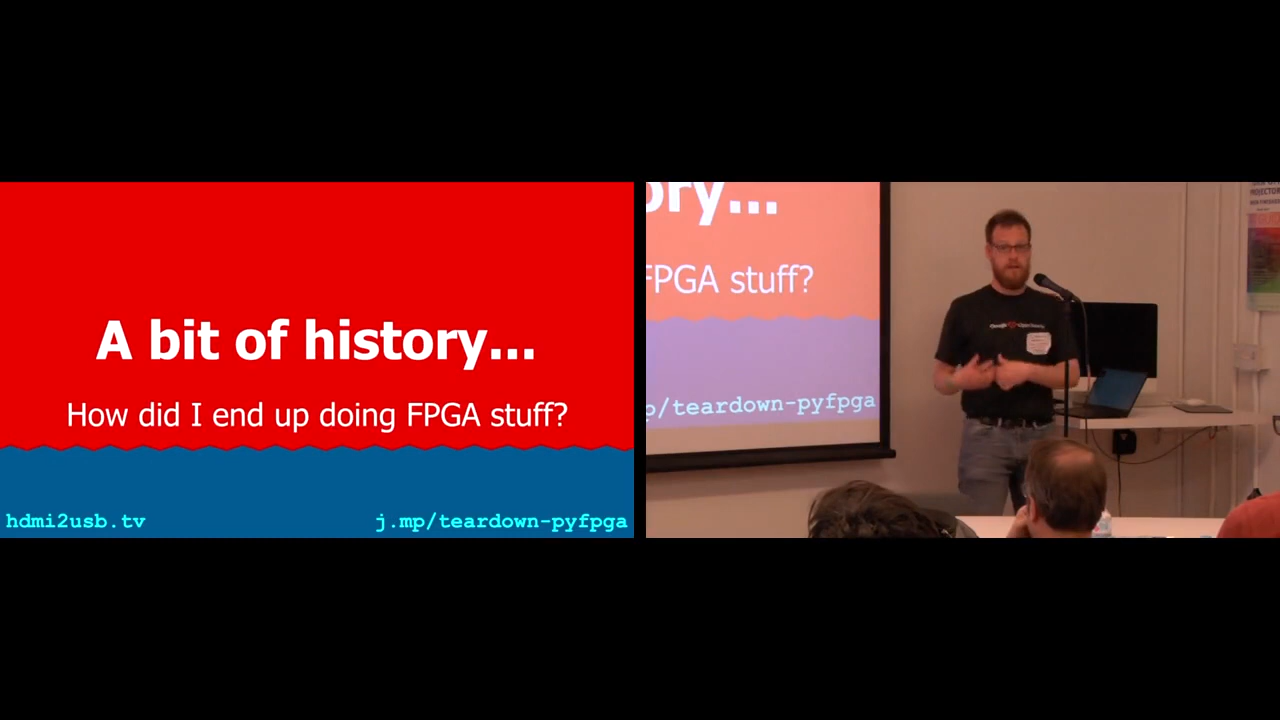 A bit of history...
How did I end up doing FPGA stuff?
hdmi2usb.tv
j.mp/teardown-pyfpga
ory...
FPGA stuff?
p/teardown-pyfpga